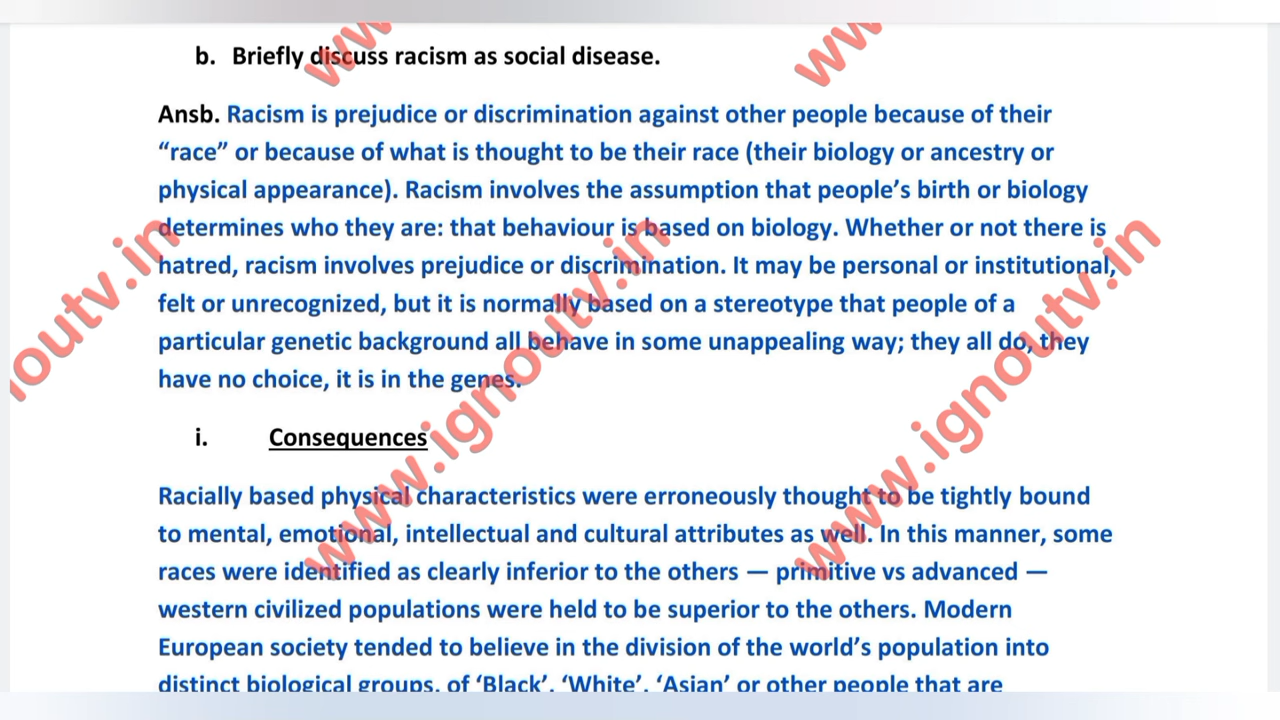 b. Briefly discuss racism as social disease.
Ansb. Racism is prejudice or discrimination against other people because of their
“race” or because of what is thought to be their race (their biology or ancestry or
physical appearance). Racism involves the assumption that people’s birth or biology
determines who they are: that behaviour is based on biology. Whether or not there is
hatred, racism involves prejudice or discrimination. It may be personal or institutional,
felt or unrecognized, but it is normally based on a stereotype that people of a
particular genetic background all behave in some unappealing way; they all do, they
have no choice, it is in the genes.
i. Consequences
Racially based physical characteristics were erroneously thought to be tightly bound
to mental, emotional, intellectual and cultural attributes as well. In this manner, some
races were identified as clearly inferior to the others — primitive vs advanced —
western civilized populations were held to be superior to the others. Modern
European society tended to believe in the division of the world’s population into
distinct biological groups, of ‘Black’, ‘White’, ‘Asian’ or other people that are
www.ignoutv.in
www.ignoutv.in
noutv.in
ww
ww